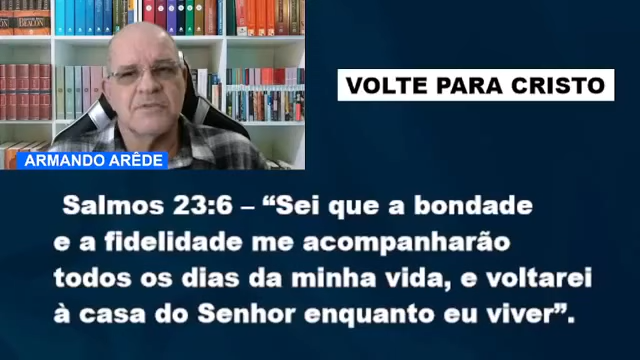 BEACON
VOLTE PARA CRISTO
ARMANDO ARÊDE
Salmos 23:6 – “Sei que a bondade
e a fidelidade me acompanharão
todos os dias da minha vida, e voltarei
à casa do Senhor enquanto eu viver”.